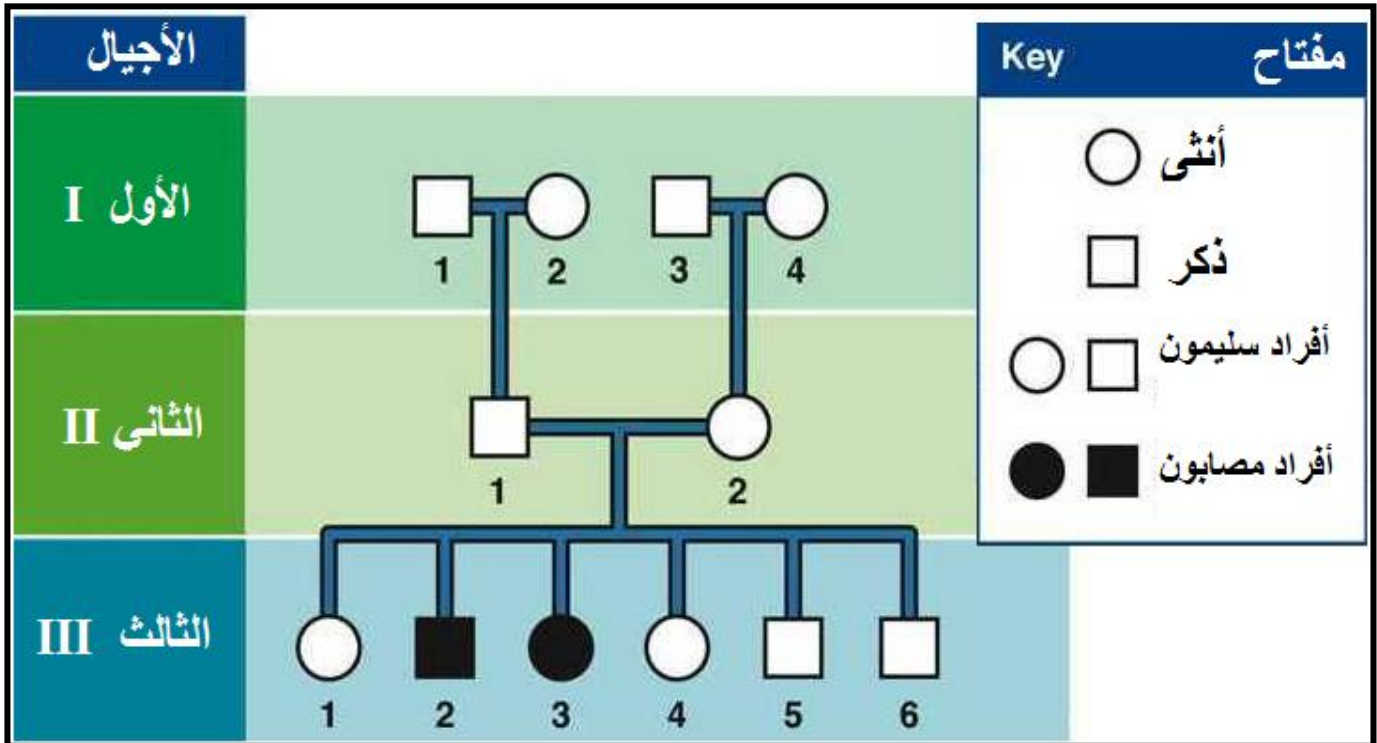 الأجيال
Key مفتاح
أنثى
ذكر
أفراد سليمون
أفراد مصابون
الأول I
1 2 3 4
الثاني II
1 2
الثالث III
1 2 3 4 5 6